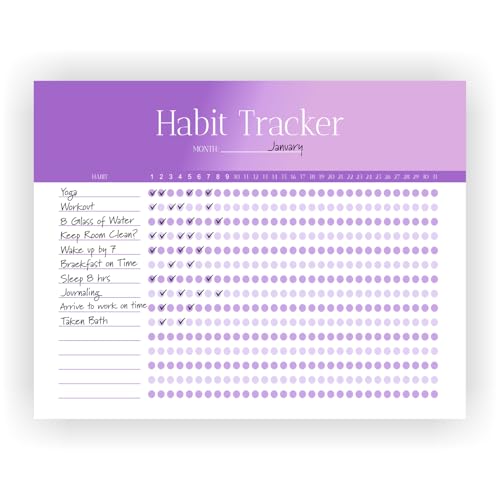 Habit Tracker
MONTH: January
HABIT 1 2 3 4 5 6 7 8 9 10 11 12 13 14 15 16 17 18 19 20 21 22 23 24 25 26 27 28 29 30 31
Yoga
Workout
8 Glass of Water
Keep Room Clean?
Wake up by 7
Braekfast on Time
Sleep 8 hrs
Journaling
Arrive to work on time
Taken Bath